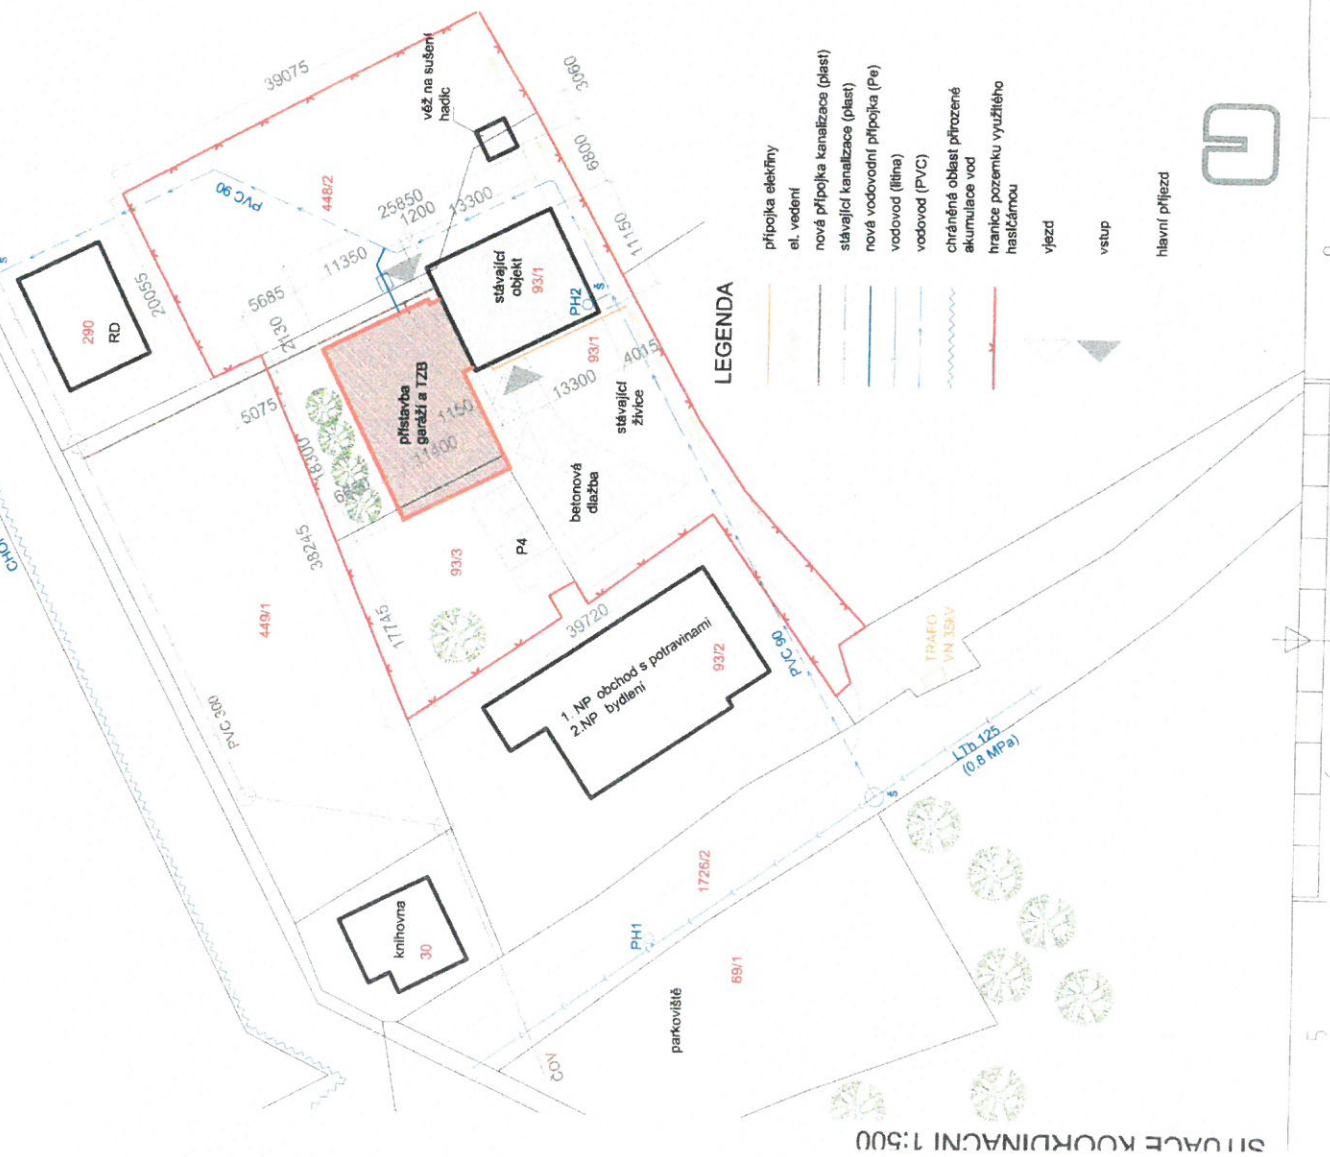 39075
věž na sušení
hadic
3060
6800
PVC 90
448/2
25850
1200
13300
11350
11150
290
RD
20055
5685
2130
stávající
objekt
93/1
PH2
š
93/1
4015
13300
přístavba
garáží a TZB
1150
11400
5075
18300
stávající
živice
betonová
dlažba
38245
449/1
93/3
P4
17745
39720
1. NP obchod s potravinami
2.NP bydlení
93/2
PVC 90
TRAFO
VN 35kV
PVC 300
LTh 125
(0,8 MPa)
š
1726/2
knihovna
30
PH1
69/1
parkoviště
ČOV
LEGENDA
přípojka elekřiny
el. vedení
nová přípojka kanalizace (plast)
stávající kanalizace (plast)
nová vodovodní přípojka (Pe)
vodovod (litina)
vodovod (PVC)
chráněná oblast přirozené
akumulace vod
hranice pozemku využitého
hasičárnou
vjezd
vstup
hlavní příjezd
SITUACE KOORDINAČNÍ 1:500
5